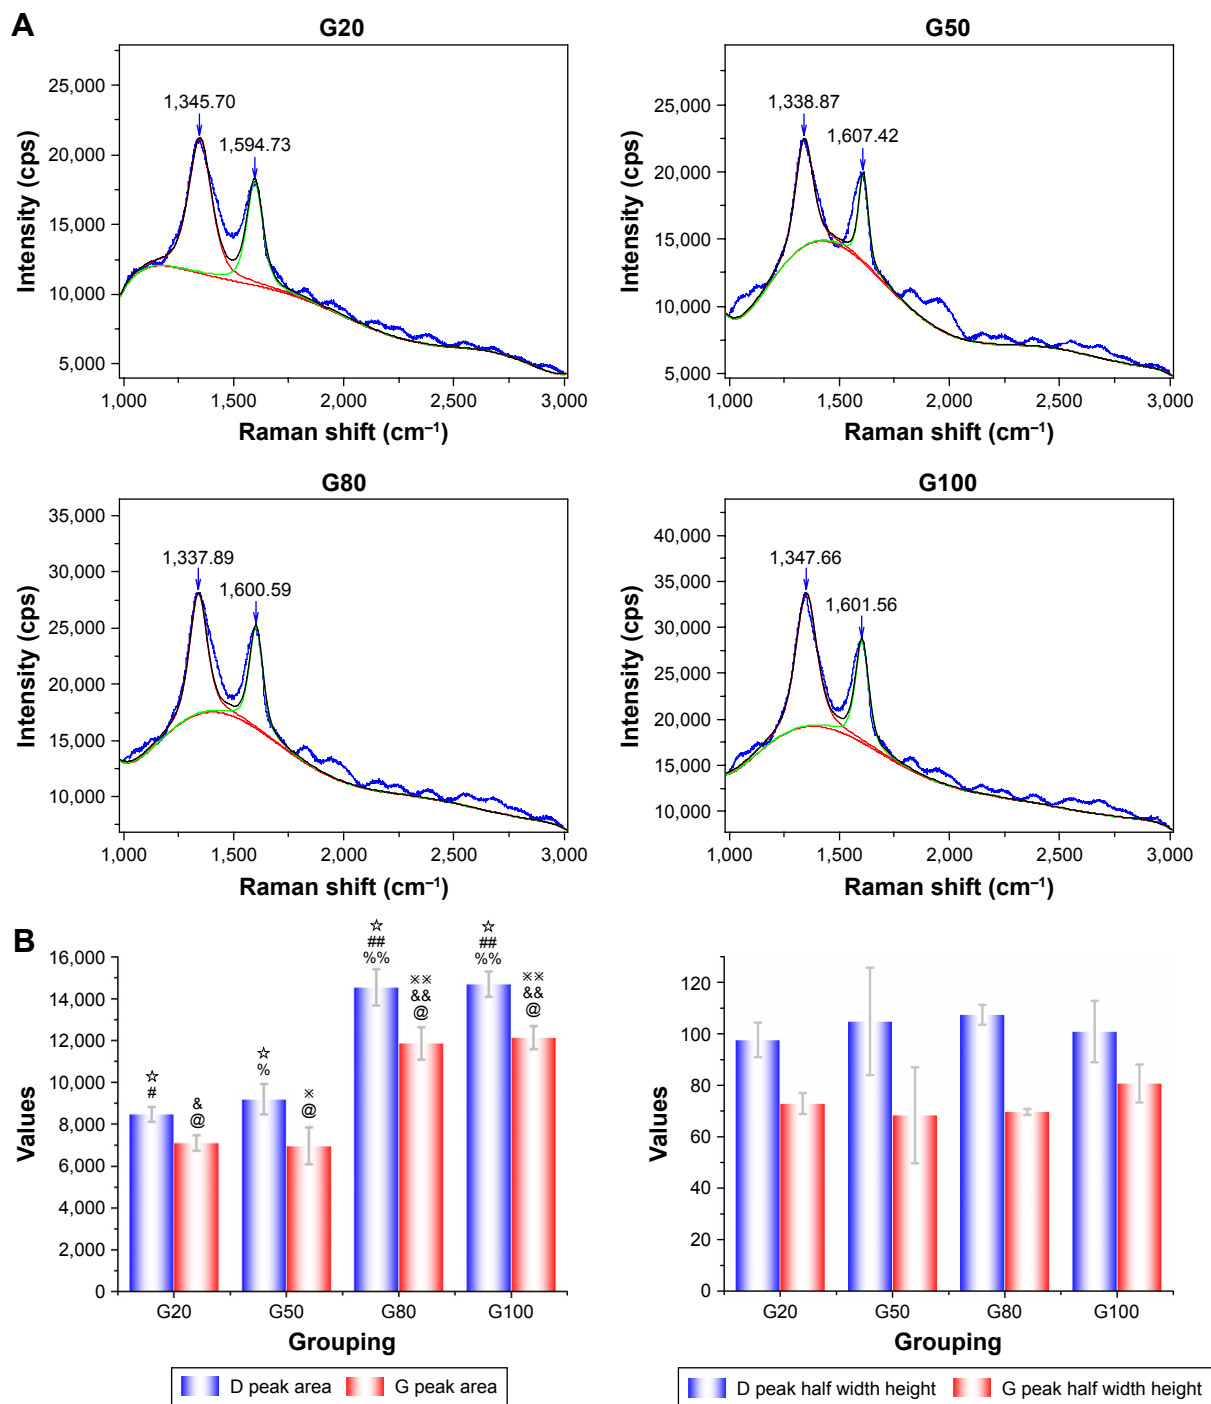 A
G20
25,000
20,000
15,000
10,000
5,000
Intensity (cps)
1,345.70
1,594.73
1,000
1,500
2,000
2,500
3,000
Raman shift (cm⁻¹)
G50
25,000
20,000
15,000
10,000
5,000
Intensity (cps)
1,338.87
1,607.42
1,000
1,500
2,000
2,500
3,000
Raman shift (cm⁻¹)
G80
35,000
30,000
25,000
20,000
15,000
10,000
Intensity (cps)
1,337.89
1,600.59
1,000
1,500
2,000
2,500
3,000
Raman shift (cm⁻¹)
G100
40,000
35,000
30,000
25,000
20,000
15,000
10,000
Intensity (cps)
1,347.66
1,601.56
1,000
1,500
2,000
2,500
3,000
Raman shift (cm⁻¹)
B
16,000
14,000
12,000
10,000
8,000
6,000
4,000
2,000
0
Values
☆
#
&
@
☆
%
※
@
☆
##
%%
※※
&&
@
☆
##
%%
※※
&&
@
G20
G50
G80
G100
Grouping
D peak area
G peak area
120
100
80
60
40
20
0
Values
G20
G50
G80
G100
Grouping
D peak half width height
G peak half width height